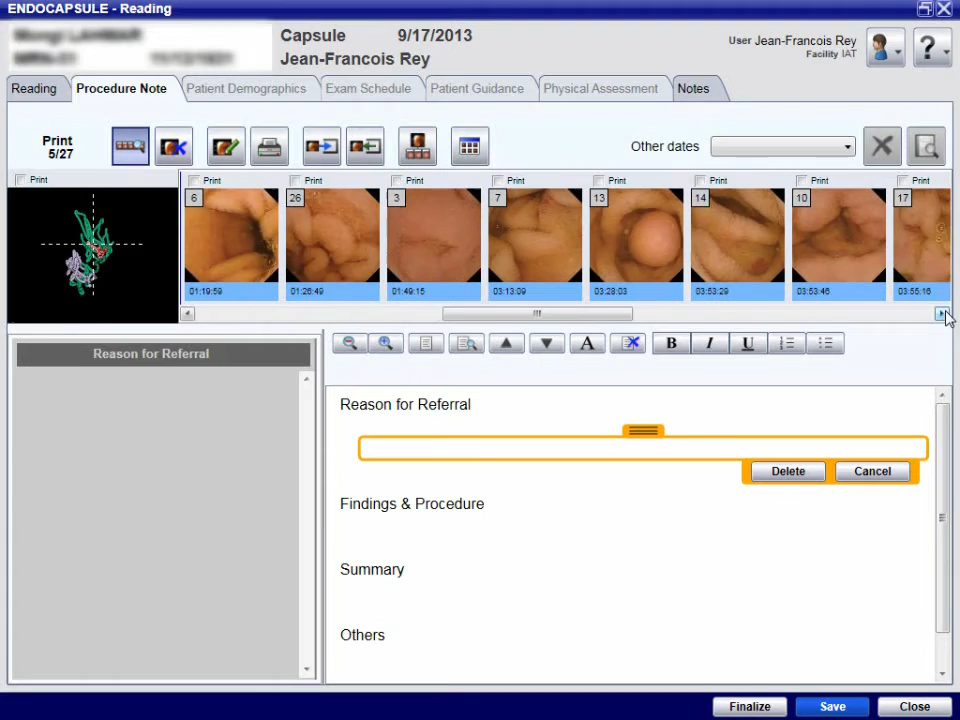 ENDOCAPSULE - Reading
Capsule 9/17/2013
Jean-Francois Rey
User Jean-Francois Rey
Facility IAT
?
Reading Procedure Note Patient Demographics Exam Schedule Patient Guidance Physical Assessment Notes
Print
5/27
Other dates
Print Print Print Print Print Print Print Print Print
6 26 3 7 13 14 10 17
01:19:59 01:26:49 01:49:15 03:13:09 03:28:03 03:53:29 03:53:46 03:55:16
Reason for Referral
A B I U
Reason for Referral
Delete Cancel
Findings & Procedure
Summary
Others
Finalize Save Close